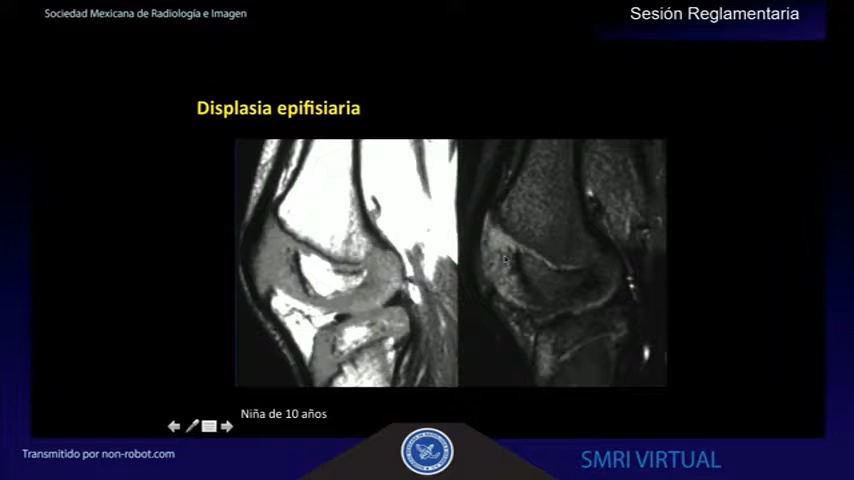 Sociedad Mexicana de Radiología e Imagen
Sesión Reglamentaria
Displasia epifisiaria
Niña de 10 años
Transmitido por non-robot.com
SMRI VIRTUAL